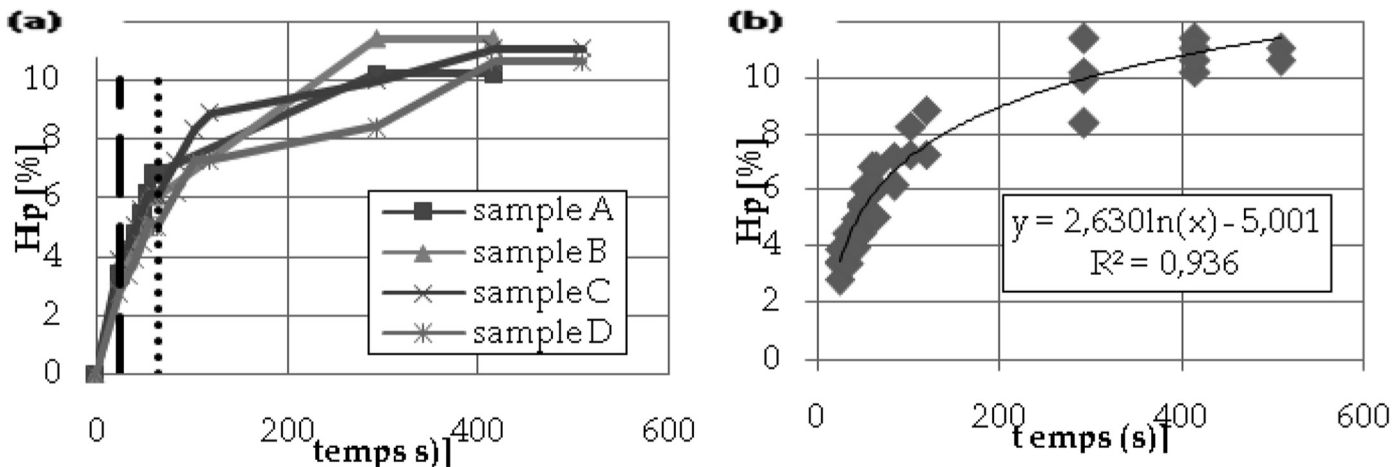 (a)
Hp [%]
10
8
6
4
2
0
0 200 400 600
temps s)]
sample A
sample B
sample C
sample D
(b)
Hp [%]
10
8
6
4
2
0
0 200 400 600
t emps (s)]
y = 2,630ln(x) - 5,001
R² = 0,936